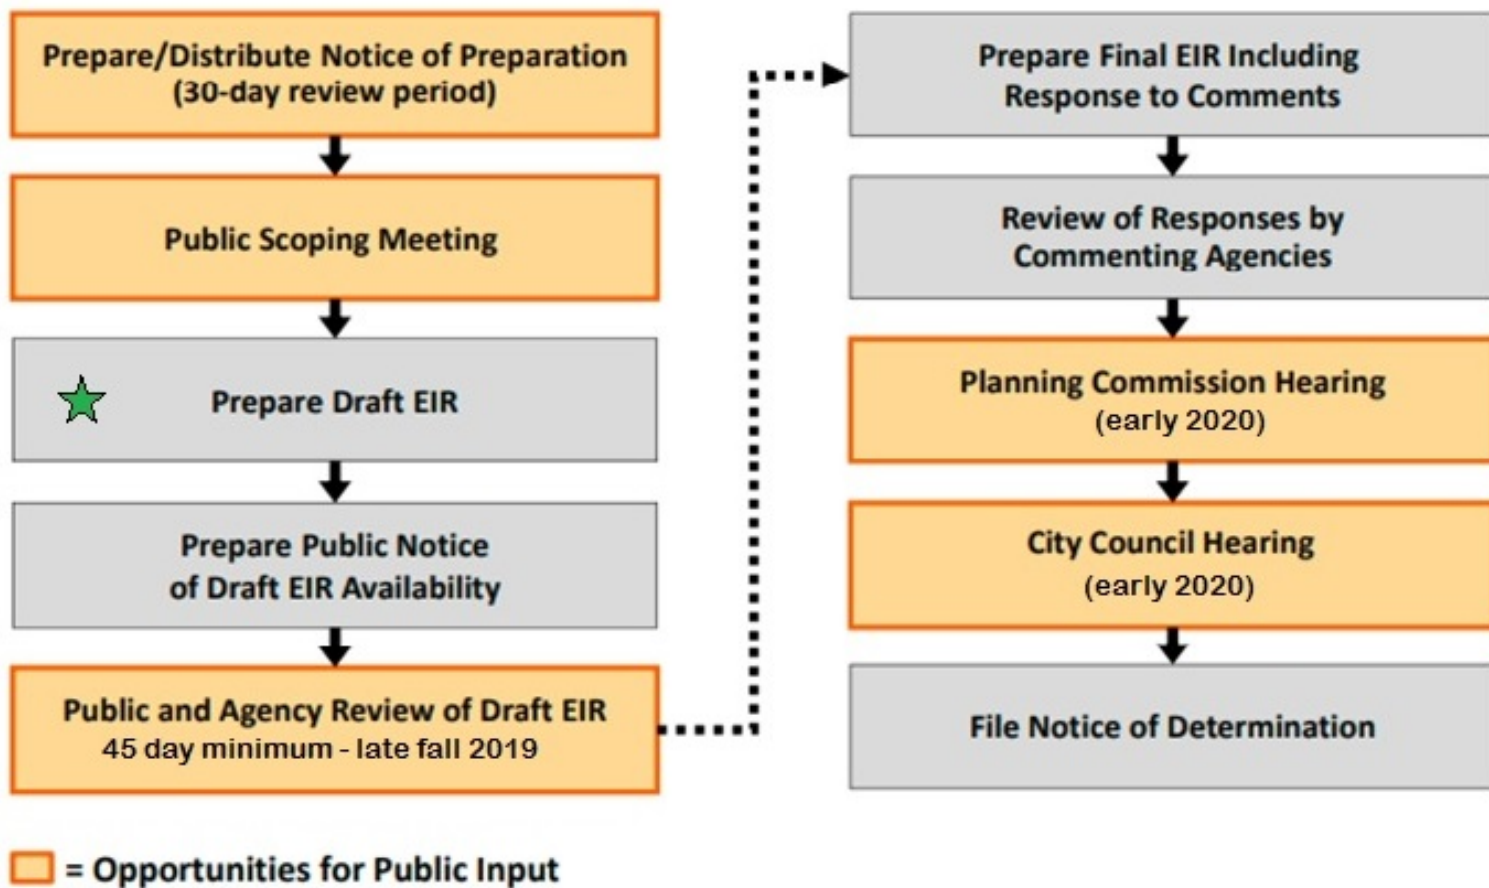 Prepare/Distribute Notice of Preparation
(30-day review period)
Public Scoping Meeting
Prepare Draft EIR
Prepare Public Notice
of Draft EIR Availability
Public and Agency Review of Draft EIR
45 day minimum - late fall 2019
Prepare Final EIR Including
Response to Comments
Review of Responses by
Commenting Agencies
Planning Commission Hearing
(early 2020)
City Council Hearing
(early 2020)
File Notice of Determination
= Opportunities for Public Input